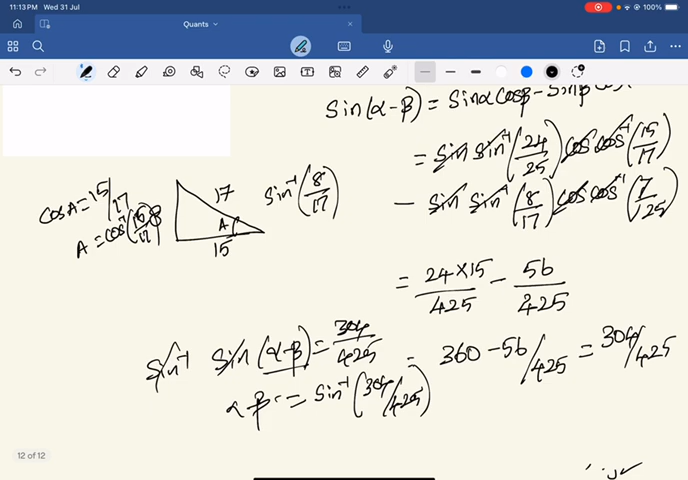 11:13 PM Wed 31 Jul
100%
Quants
Sin(α-β) = Sinα Cosβ - Sinβ
= Sin Sin⁻¹(24/25) cos cos⁻¹(15/17)
- Sin Sin⁻¹(8/17) cos cos⁻¹(7/25)
CosA = 15/17
A = cos⁻¹(15/17)
8
17
A
15
Sin⁻¹(8/17)
= 24×15/425 - 56/425
Sin⁻¹ Sin(α-β) = 304/425
= 360-56/425 = 304/425
α β = Sin⁻¹(304/425)
12 of 12